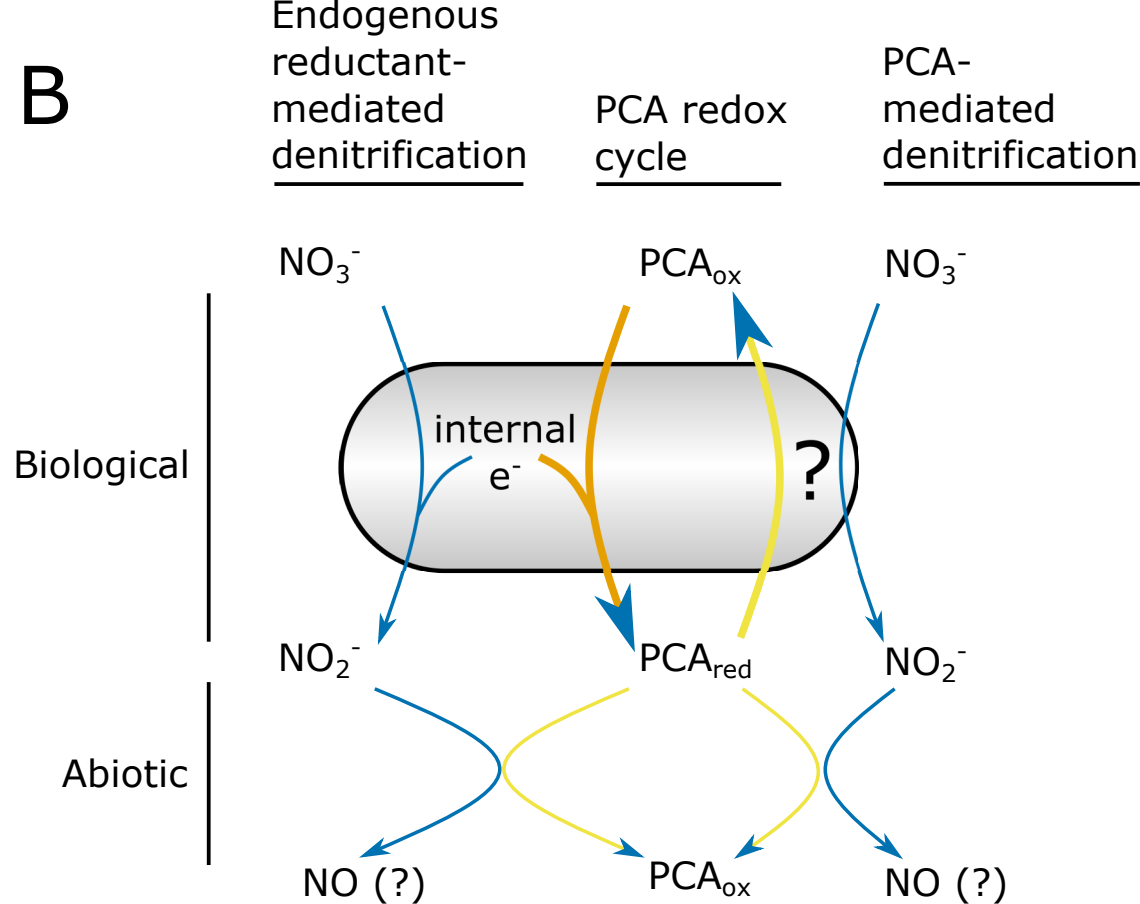 B
Endogenous
reductant-
mediated
denitrification
PCA redox
cycle
PCA-
mediated
denitrification
NO₃⁻
PCAₒₓ
NO₃⁻
Biological
internal
e⁻
?
NO₂⁻
PCA_red
NO₂⁻
Abiotic
NO (?)
PCAₒₓ
NO (?)